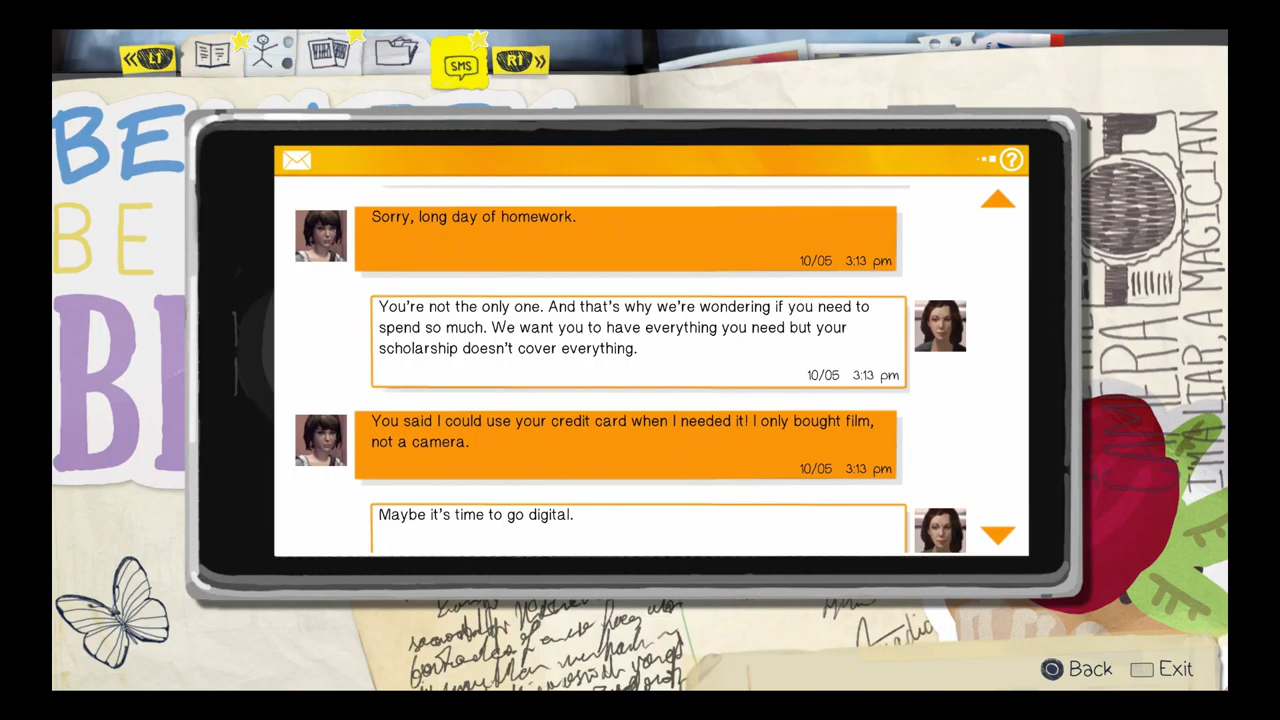 L1
SMS
R1
BE
BE
Sorry, long day of homework.
10/05 3:13 pm
You're not the only one. And that's why we're wondering if you need to
spend so much. We want you to have everything you need but your
scholarship doesn't cover everything.
10/05 3:13 pm
You said I could use your credit card when I needed it! I only bought film,
not a camera.
10/05 3:13 pm
Maybe it's time to go digital.
?
CAMERA
LIAR, A MAGICIAN
Back
Exit